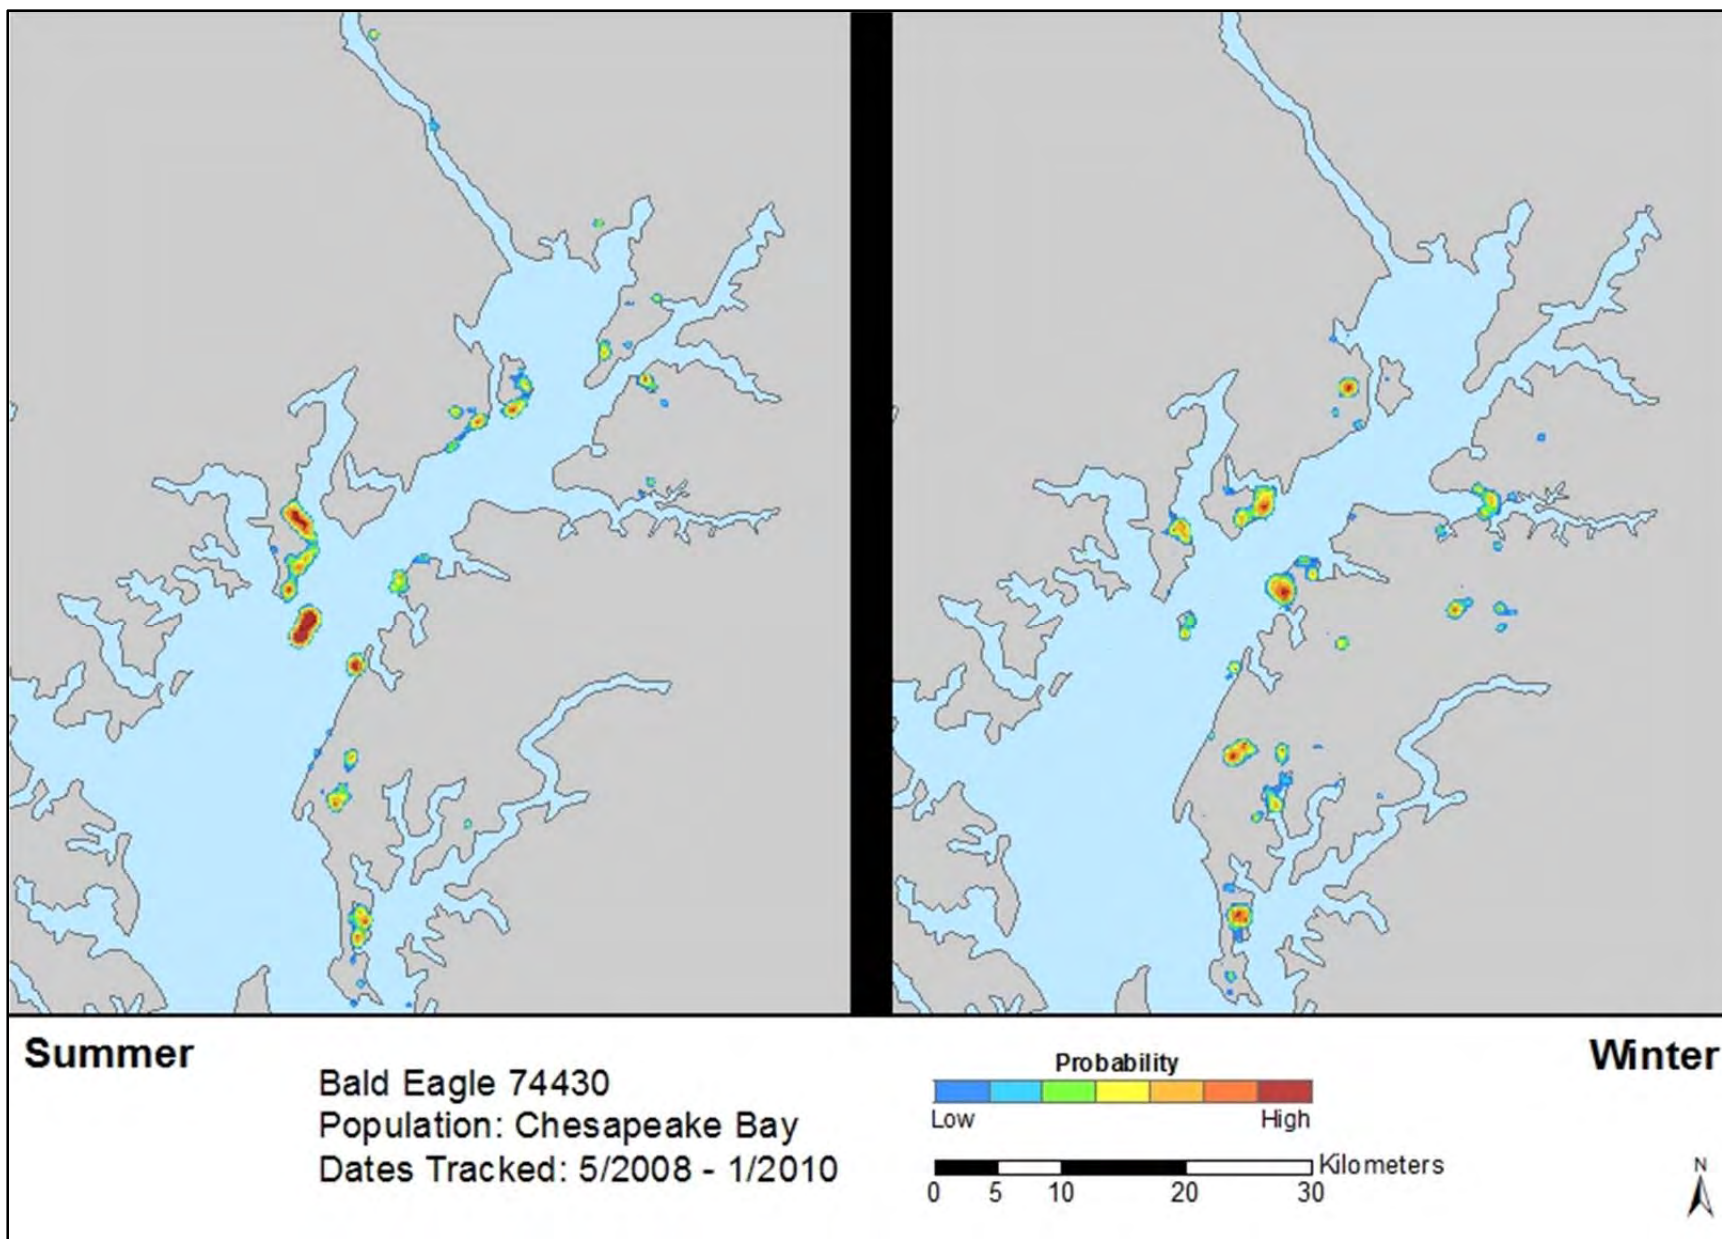 Summer
Winter
Bald Eagle 74430
Population: Chesapeake Bay
Dates Tracked: 5/2008 - 1/2010
Probability
Low
High
Kilometers
0 5 10 20 30
N